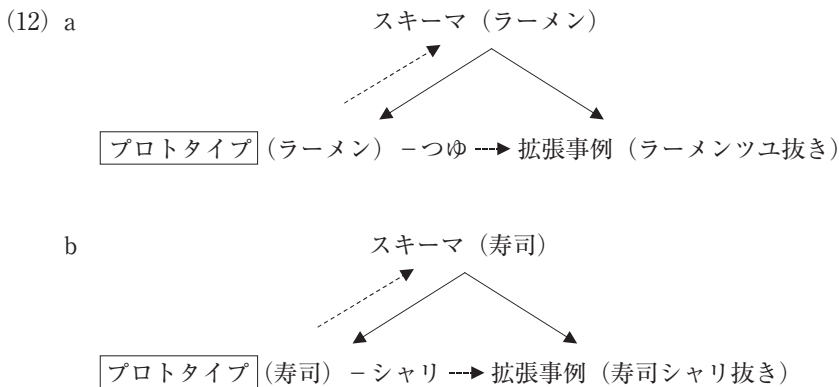 (12) a スキーマ（ラーメン）
プロトタイプ（ラーメン） −つゆ 拡張事例（ラーメンツユ抜き）
b スキーマ（寿司）
プロトタイプ（寿司） −シャリ 拡張事例（寿司シャリ抜き）